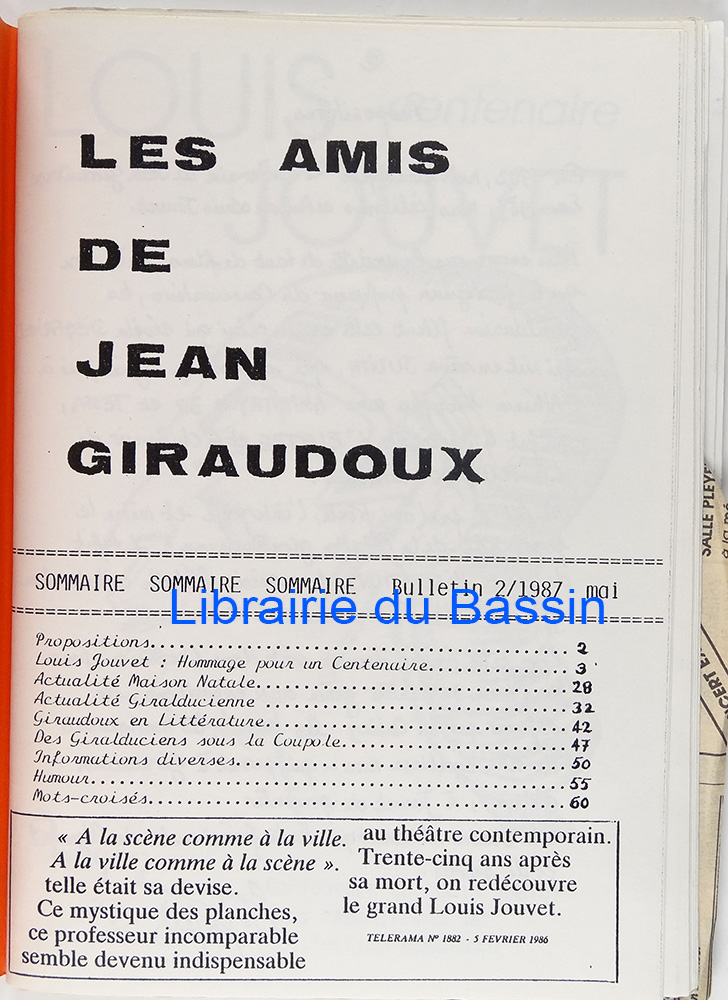 LES AMIS
DE
JEAN
GIRAUDOUX
SOMMAIRE SOMMAIRE SOMMAIRE Bulletin 2/1987 mai
Librairie du Bassin
Propositions............................................. 2
Louis Jouvet : Hommage pour un Centenaire................ 3
Actualité Maison Natale.................................. 28
Actualité Giralducienne ................................. 32
Giraudoux en Littérature................................. 42
Des Giralduciens sous la Coupole......................... 47
Informations diverses.................................... 50
Humour................................................... 55
Mots-croisés............................................. 60
« A la scène comme à la ville.
A la ville comme à la scène ».
telle était sa devise.
Ce mystique des planches,
ce professeur incomparable
semble devenu indispensable
au théâtre contemporain.
Trente-cinq ans après
sa mort, on redécouvre
le grand Louis Jouvet.
TELERAMA Nº 1882 - 5 FEVRIER 1986
SALLE PLEYE